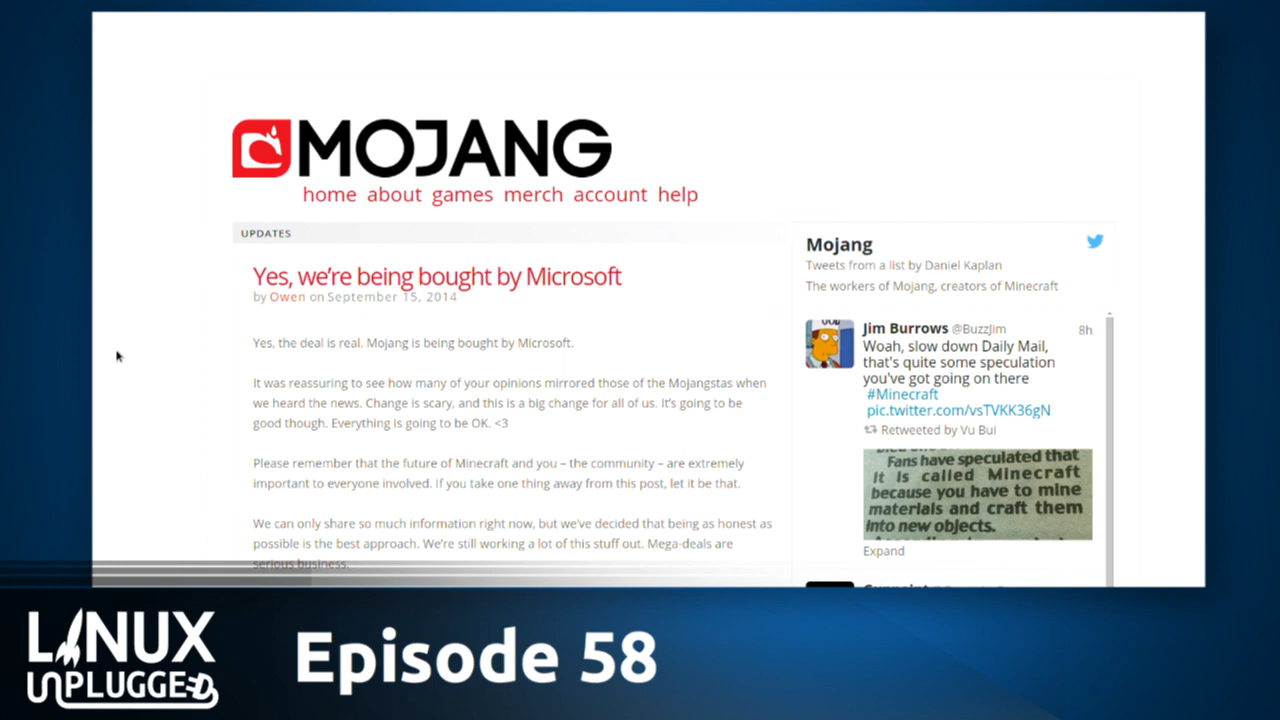 MOJANG
home about games merch account help
UPDATES
Yes, we're being bought by Microsoft
by Owen on September 15, 2014
Yes, the deal is real. Mojang is being bought by Microsoft.
It was reassuring to see how many of your opinions mirrored those of the Mojangstas when
we heard the news. Change is scary, and this is a big change for all of us. It's going to be
good though. Everything is going to be OK. <3
Please remember that the future of Minecraft and you – the community – are extremely
important to everyone involved. If you take one thing away from this post, let it be that.
We can only share so much information right now, but we've decided that being as honest as
possible is the best approach. We're still working a lot of this stuff out. Mega-deals are
serious business.
Mojang
Tweets from a list by Daniel Kaplan
The workers of Mojang, creators of Minecraft
Jim Burrows @BuzzJim 8h
Woah, slow down Daily Mail,
that's quite some speculation
you've got going on there
#Minecraft
pic.twitter.com/vsTVKK36gN
Retweeted by Vu Bui
Fans have speculated that
it is called Minecraft
because you have to mine
materials and craft them
into new objects.
Expand
LINUX
UNPLUGGED
Episode 58